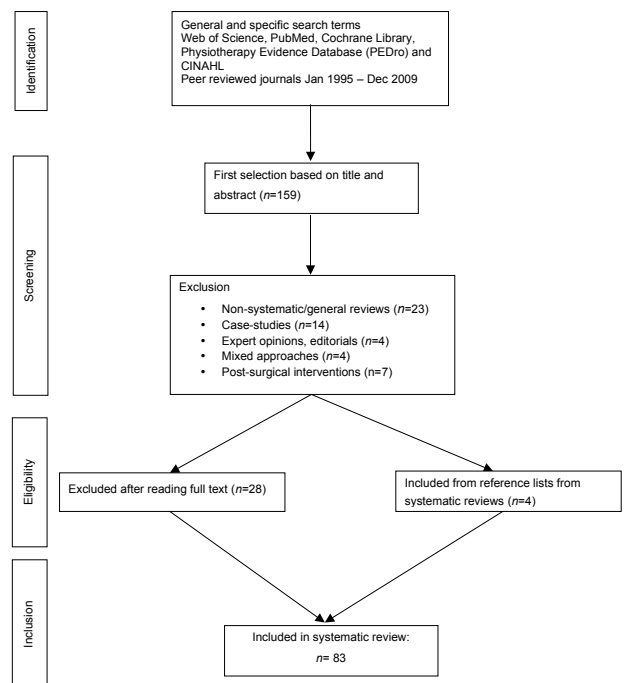 Identification
General and specific search terms
Web of Science, PubMed, Cochrane Library,
Physiotherapy Evidence Database (PEDro) and
CINAHL
Peer reviewed journals Jan 1995 – Dec 2009
Screening
First selection based on title and
abstract (n=159)
Exclusion
• Non-systematic/general reviews (n=23)
• Case-studies (n=14)
• Expert opinions, editorials (n=4)
• Mixed approaches (n=4)
• Post-surgical interventions (n=7)
Eligibility
Excluded after reading full text (n=28)
Included from reference lists from
systematic reviews (n=4)
Inclusion
Included in systematic review:
n= 83